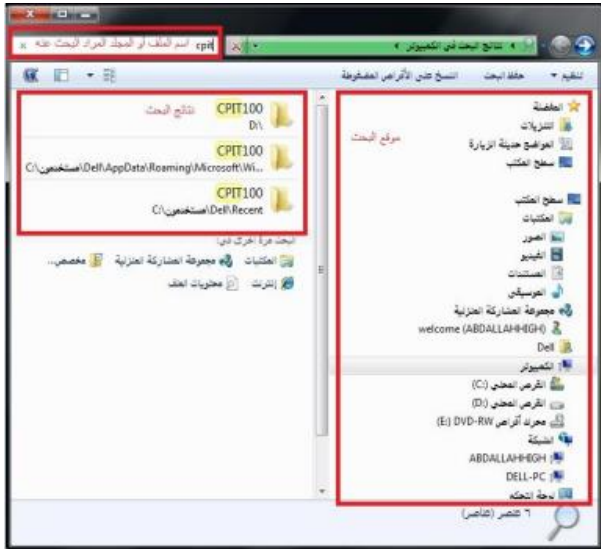 نتائج البحث في الكمبيوتر
cpit اسم الملف أو المجلد المراد البحث عنه
تنظيم حفظ البحث النسخ على الأقراص المضغوطة
المفضلة
التنزيلات
المواضع حديثة الزيارة
سطح المكتب
موقع البحث
سطح المكتب
المكتبات
الصور
الفيديو
المستندات
الموسيقى
مجموعة المشاركة المنزلية
welcome (ABDALLAHHIGH)
Dell
الكمبيوتر
القرص المحلي (C:)
القرص المحلي (D:)
محرك أقراص DVD-RW (E:)
الشبكة
ABDALLAHHIGH
DELL-PC
لوحة التحكم
CPIT100 نتائج البحث
D:\
CPIT100
C:\مستخدمون\Dell\AppData\Roaming\Microsoft\Wi...
CPIT100
C:\مستخدمون\Dell\Recent
البحث مرة أخرى في:
المكتبات مجموعة المشاركة المنزلية مخصص...
إنترنت محتويات الملف
٦ عنصر (عناصر)